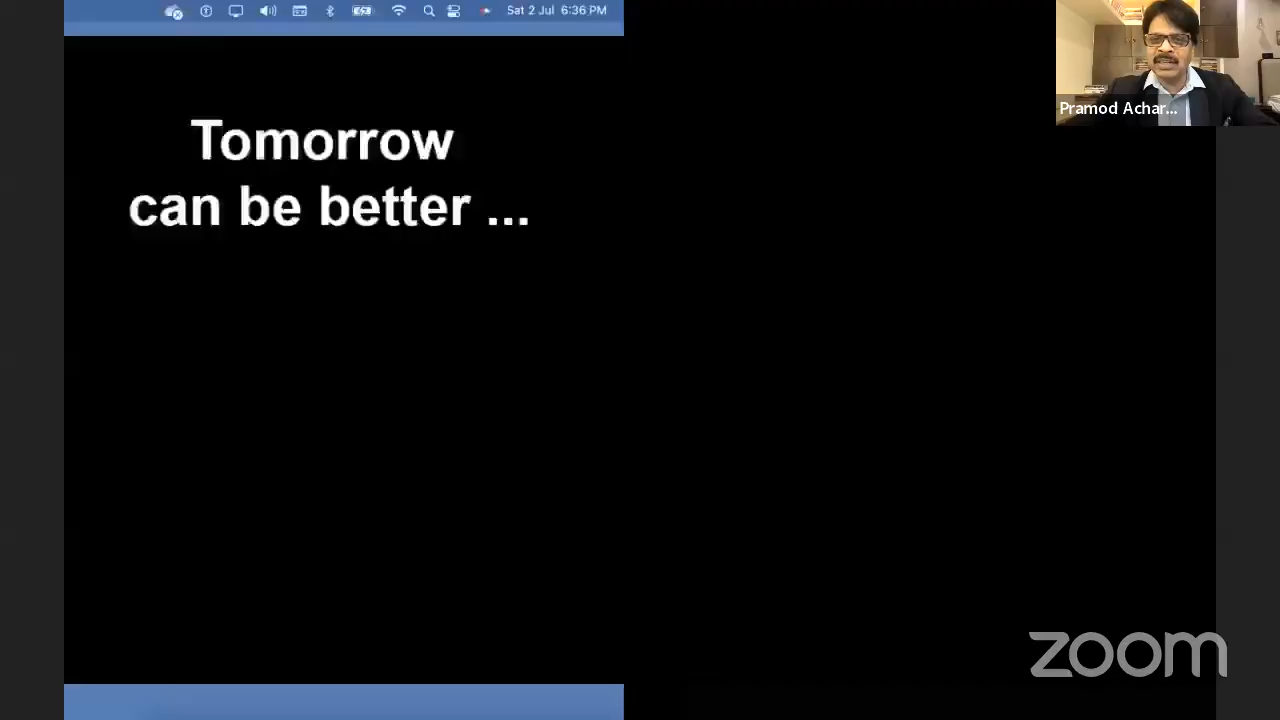 Sat 2 Jul 6:36 PM
Pramod Achar...
Tomorrow
can be better ...
zoom